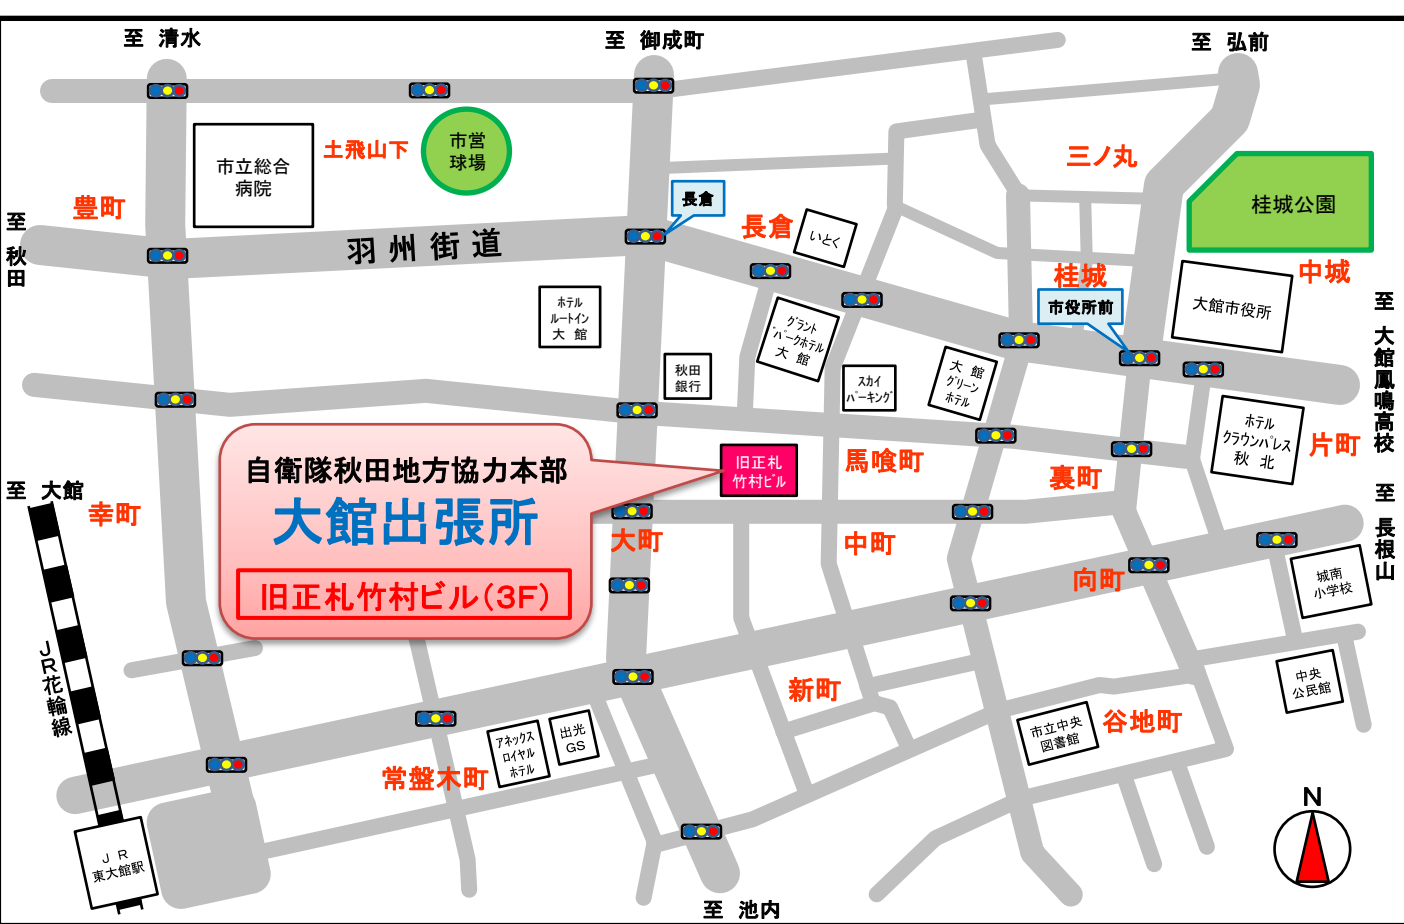 至 清水
至 御成町
至 弘前
市立総合
病院
土飛山下
市営
球場
三ノ丸
豊町
長倉
桂城公園
至 秋田
羽州街道
長倉
いとく
桂城
中城
市役所前
大館市役所
至 大館鳳鳴高校
ホテル
ルートイン
大 館
グラント
パークホテル
大 館
秋田
銀行
スカイ
パーキング
大 館
グリーン
ホテル
ホテル
クラウンパレス
秋 北
片町
自衛隊秋田地方協力本部
大館出張所
旧正札竹村ビル(3F)
旧正札
竹村ビル
馬喰町
裏町
至 大館
幸町
大町
中町
向町
至 長根山
城南
小学校
JR花輪線
新町
中央
公民館
谷地町
市立中央
図書館
アネックス
ロイヤル
ホテル
出光
GS
常盤木町
N
JR
東大館駅
至 池内